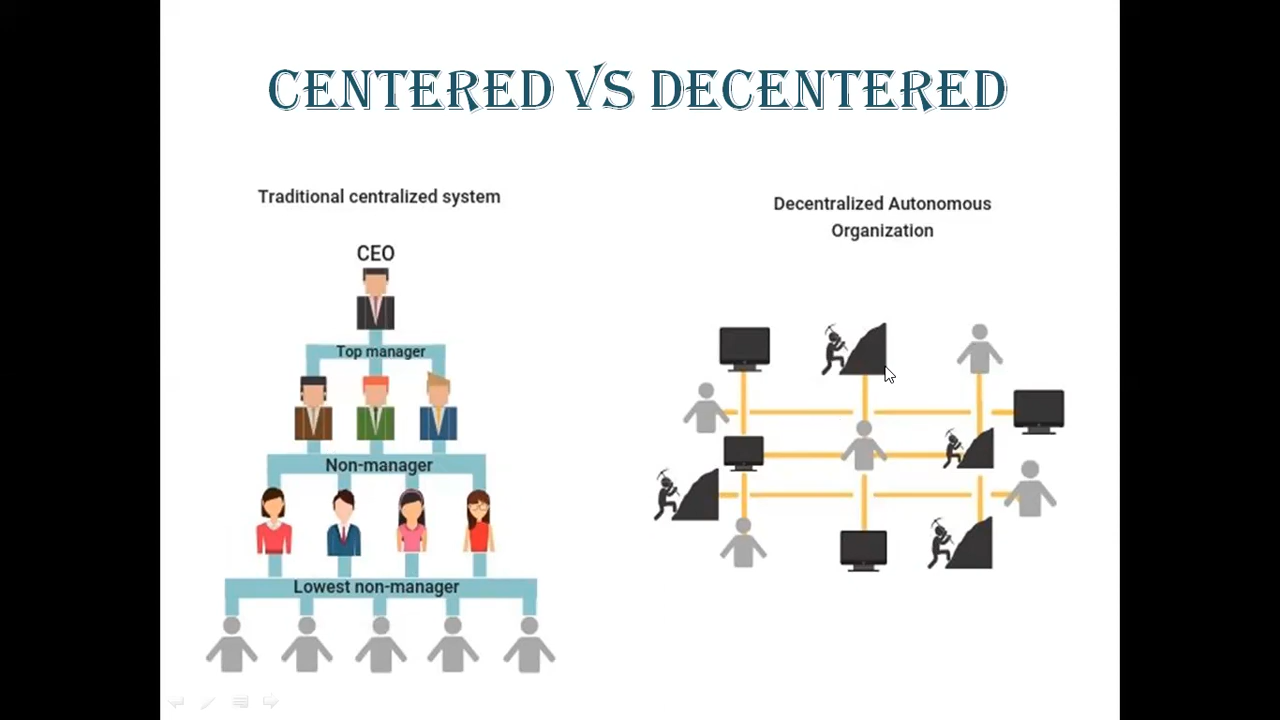 CENTERED VS DECENTERED
Traditional centralized system
CEO
Top manager
Non-manager
Lowest non-manager
Decentralized Autonomous
Organization